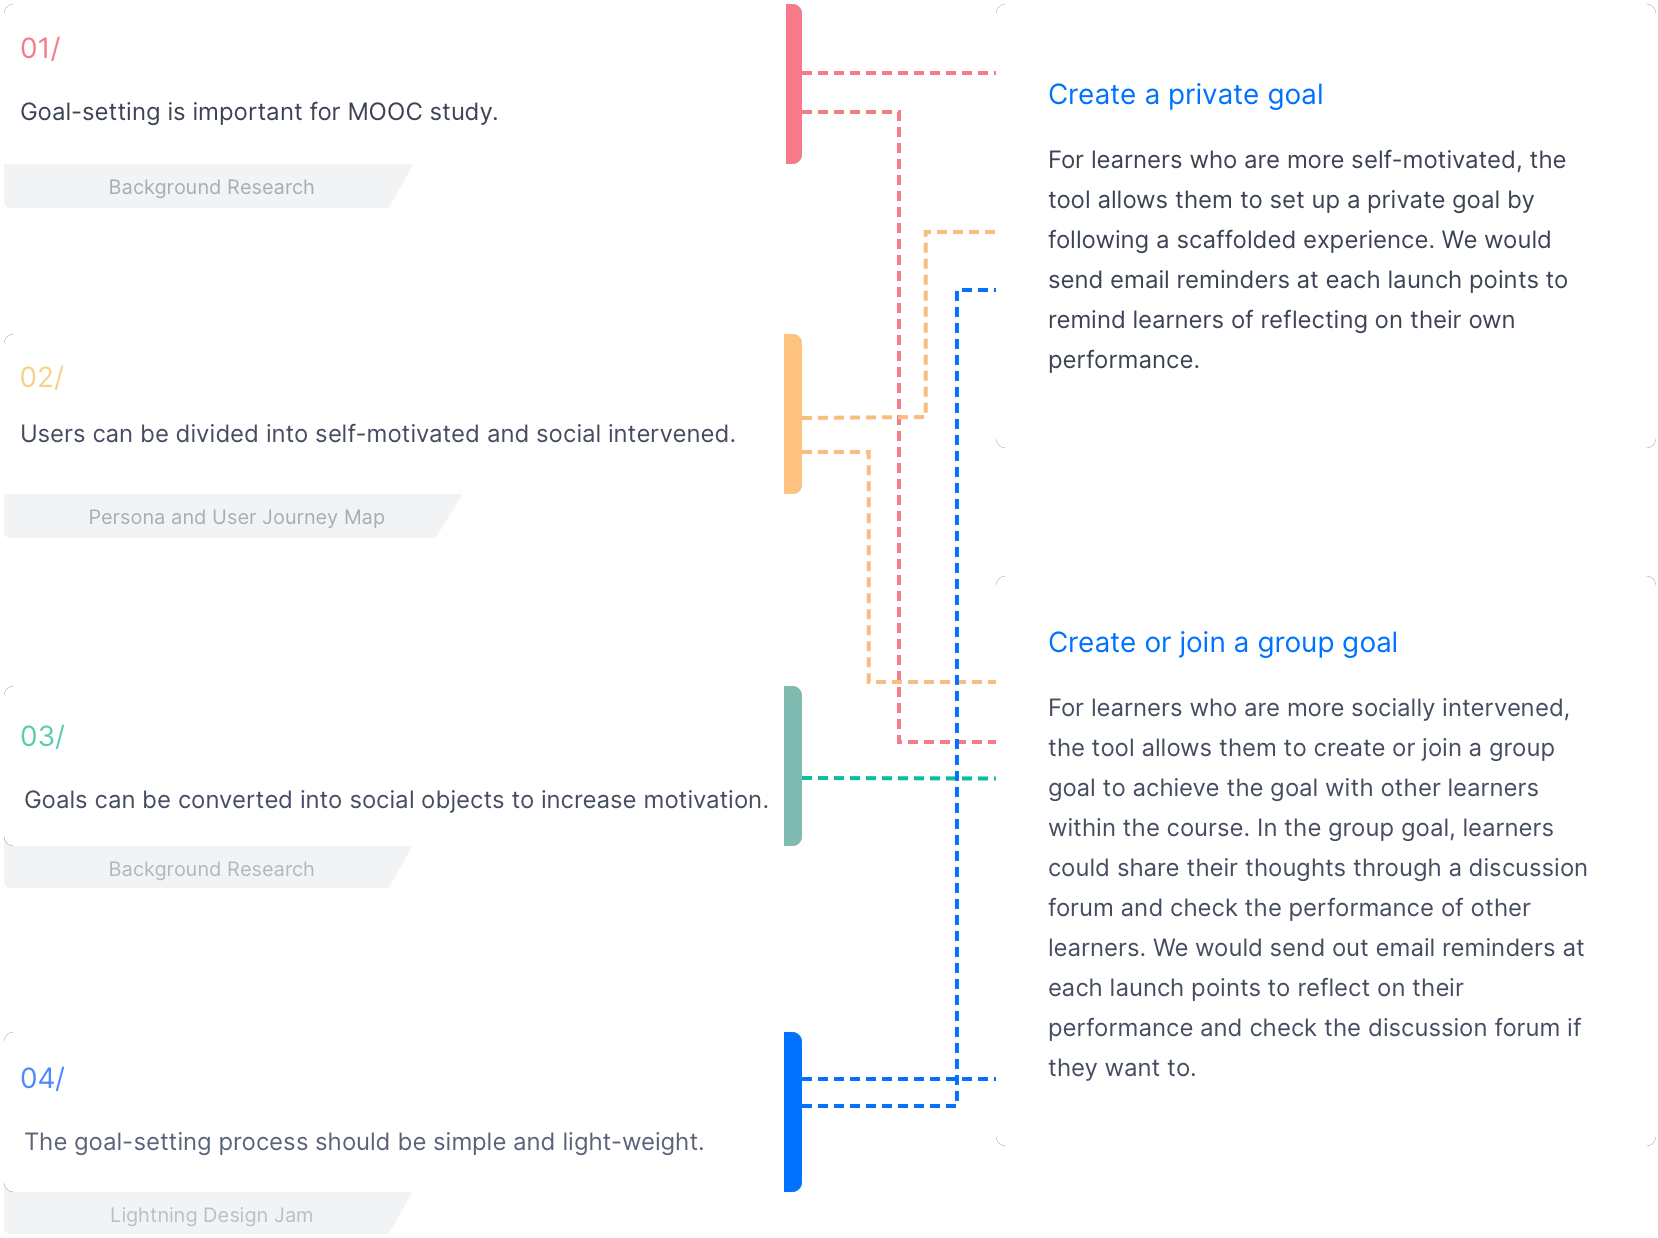 01/
Goal-setting is important for MOOC study.
Background Research
02/
Users can be divided into self-motivated and social intervened.
Persona and User Journey Map
03/
Goals can be converted into social objects to increase motivation.
Background Research
04/
The goal-setting process should be simple and light-weight.
Lightning Design Jam
Create a private goal
For learners who are more self-motivated, the
tool allows them to set up a private goal by
following a scaffolded experience. We would
send email reminders at each launch points to
remind learners of reflecting on their own
performance.
Create or join a group goal
For learners who are more socially intervened,
the tool allows them to create or join a group
goal to achieve the goal with other learners
within the course. In the group goal, learners
could share their thoughts through a discussion
forum and check the performance of other
learners. We would send out email reminders at
each launch points to reflect on their
performance and check the discussion forum if
they want to.